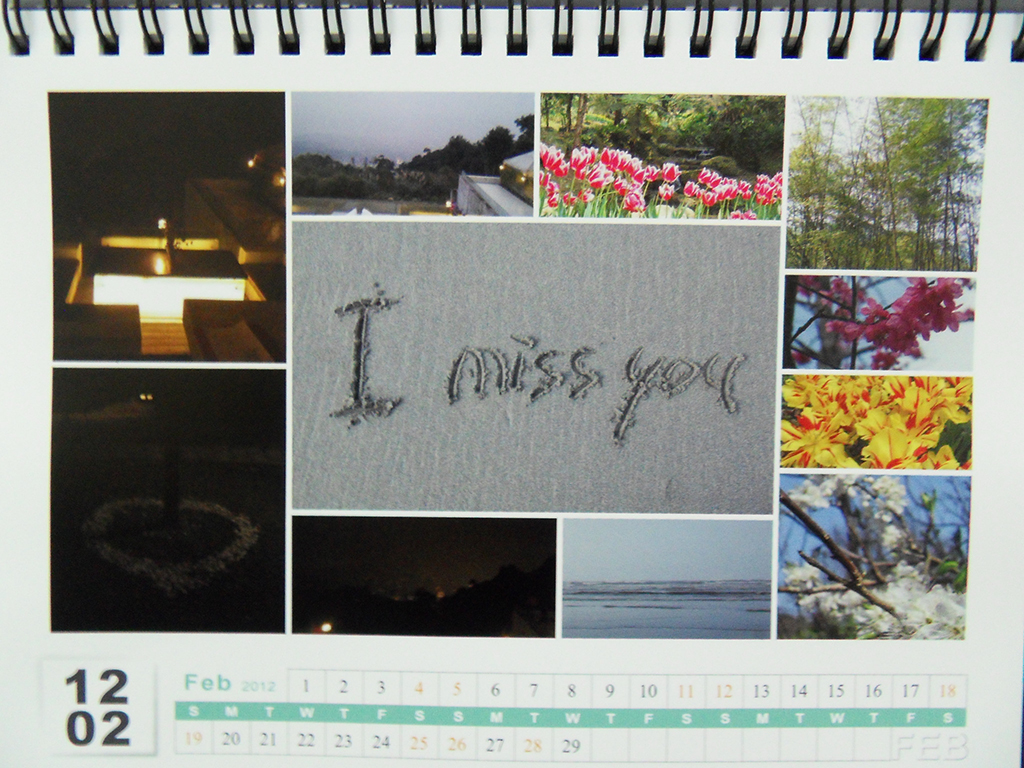 I miss you
12
02
Feb 2012 1 2 3 4 5 6 7 8 9 10 11 12 13 14 15 16 17 18
S M T W T F S S M T W T F S S M T W T F S
19 20 21 22 23 24 25 26 27 28 29
FEB